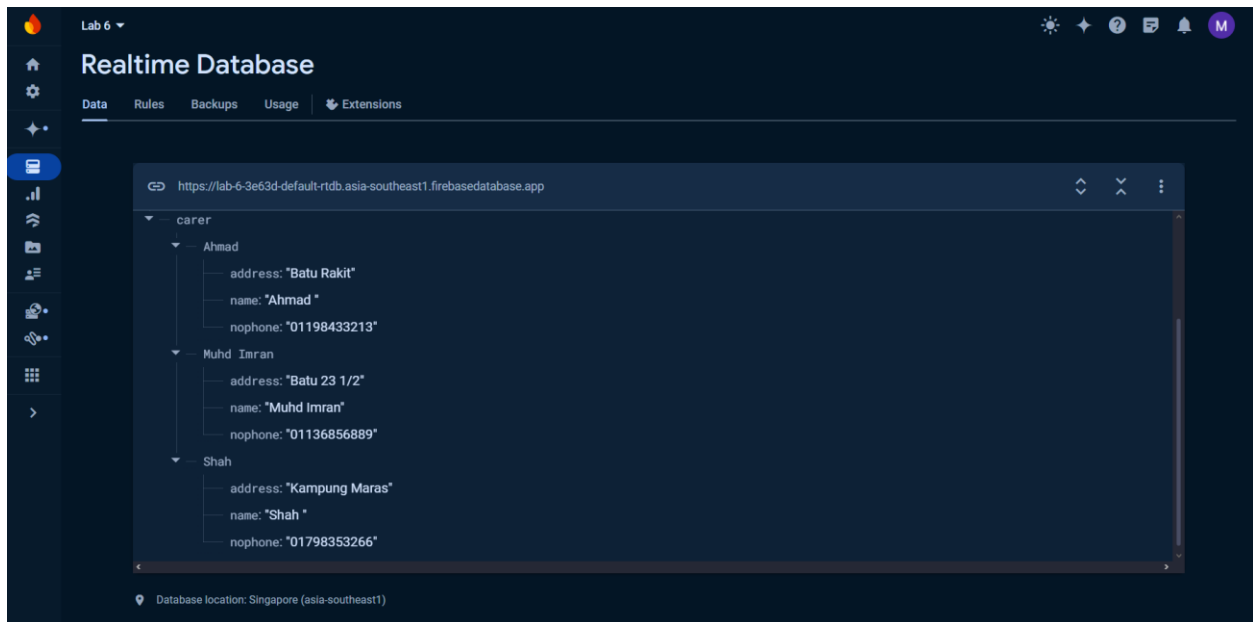 Lab 6
M
Realtime Database
Data Rules Backups Usage Extensions
https://lab-6-3e63d-default-rtdb.asia-southeast1.firebasedatabase.app
carer
Ahmad
address: "Batu Rakit"
name: "Ahmad "
nophone: "01198433213"
Muhd Imran
address: "Batu 23 1/2"
name: "Muhd Imran"
nophone: "01136856889"
Shah
address: "Kampung Maras"
name: "Shah "
nophone: "01798353266"
Database location: Singapore (asia-southeast1)